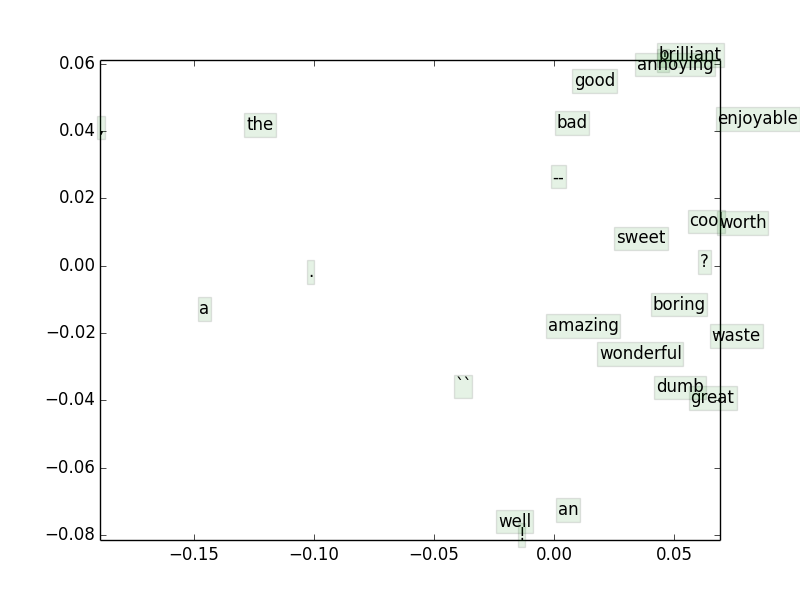 brilliant
0.06
annoying
good
enjoyable
0.04
,
the
bad
0.02
--
cool
worth
sweet
0.00
.
?
a
boring
−0.02
amazing
waste
wonderful
−0.04
``
dumb
great
−0.06
an
well
−0.08
!
−0.15
−0.10
−0.05
0.00
0.05